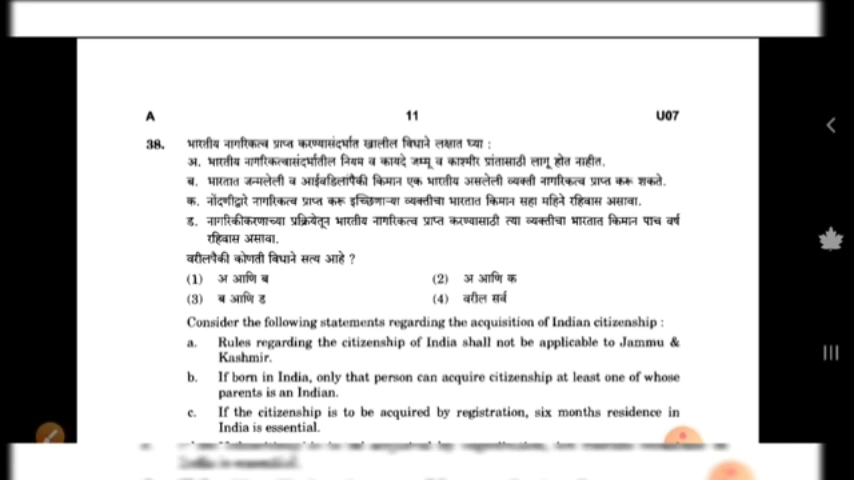 A 11 U07
38. भारतीय नागरिकत्व प्राप्त करण्यासंदर्भात खालील विधाने लक्षात घ्या :
अ. भारतीय नागरिकत्वासंदर्भातील नियम व कायदे जम्मू व काश्मीर प्रांतासाठी लागू होत नाहीत.
ब. भारतात जन्मलेली व आईवडिलांपैकी किमान एक भारतीय असलेली व्यक्ती नागरिकत्व प्राप्त करू शकते.
क. नोंदणीद्वारे नागरिकत्व प्राप्त करू इच्छिणाऱ्या व्यक्तीचा भारतात किमान सहा महिने रहिवास असावा.
ड. नागरिकीकरणाच्या प्रक्रियेतून भारतीय नागरिकत्व प्राप्त करण्यासाठी त्या व्यक्तीचा भारतात किमान पाच वर्ष
रहिवास असावा.
वरीलपैकी कोणती विधाने सत्य आहे ?
(1) अ आणि ब (2) अ आणि क
(3) ब आणि ड (4) वरील सर्व
Consider the following statements regarding the acquisition of Indian citizenship :
a. Rules regarding the citizenship of India shall not be applicable to Jammu &
Kashmir.
b. If born in India, only that person can acquire citizenship at least one of whose
parents is an Indian.
c. If the citizenship is to be acquired by registration, six months residence in
India is essential.